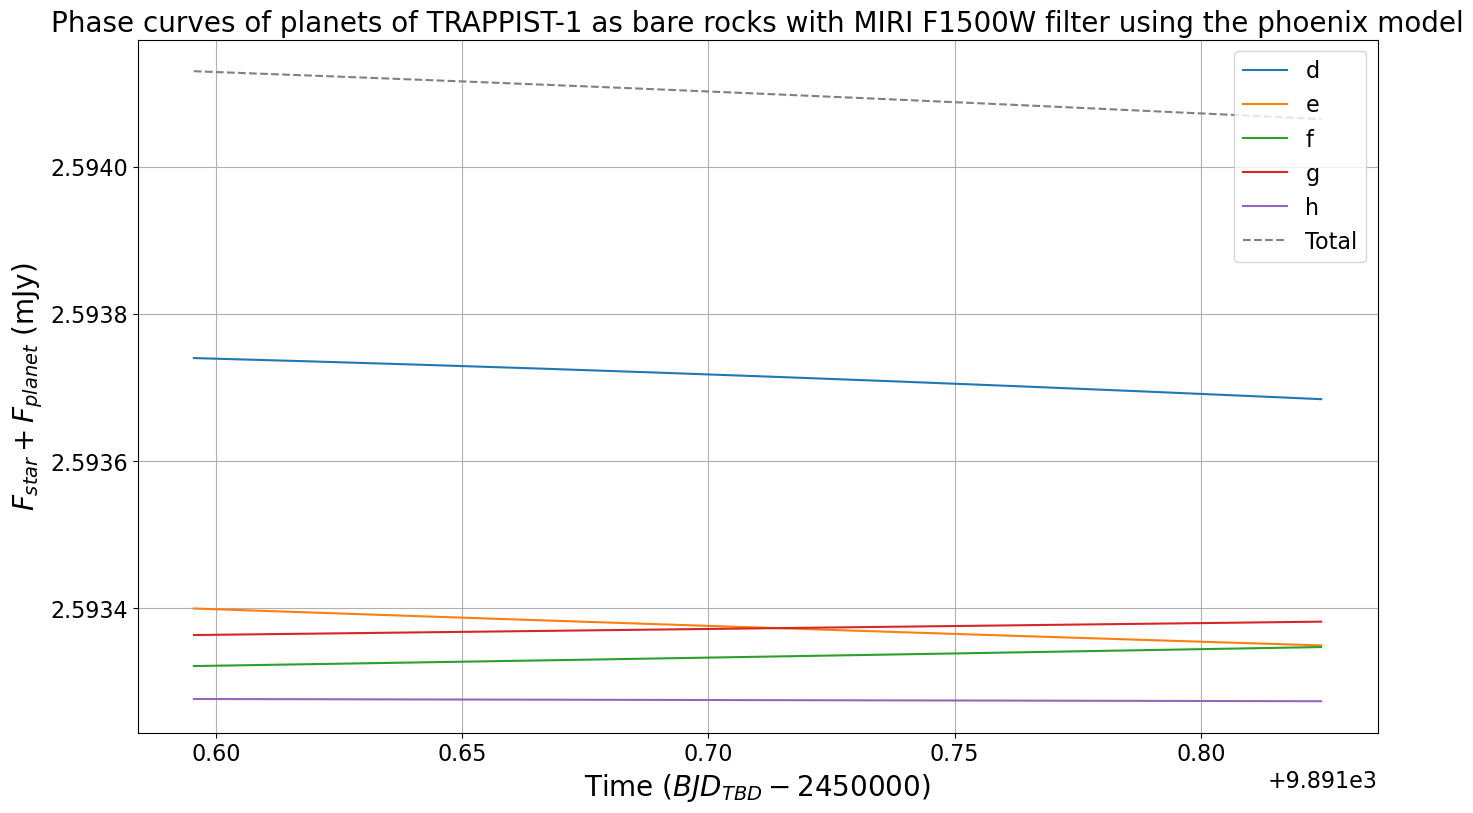 Phase curves of planets of TRAPPIST-1 as bare rocks with MIRI F1500W filter using the phoenix model
d
e
f
g
h
Total
2.5940
2.5938
2.5936
2.5934
F_star + F_planet (mJy)
0.60 0.65 0.70 0.75 0.80
+9.891e3
Time (BJD_TBD − 2450000)